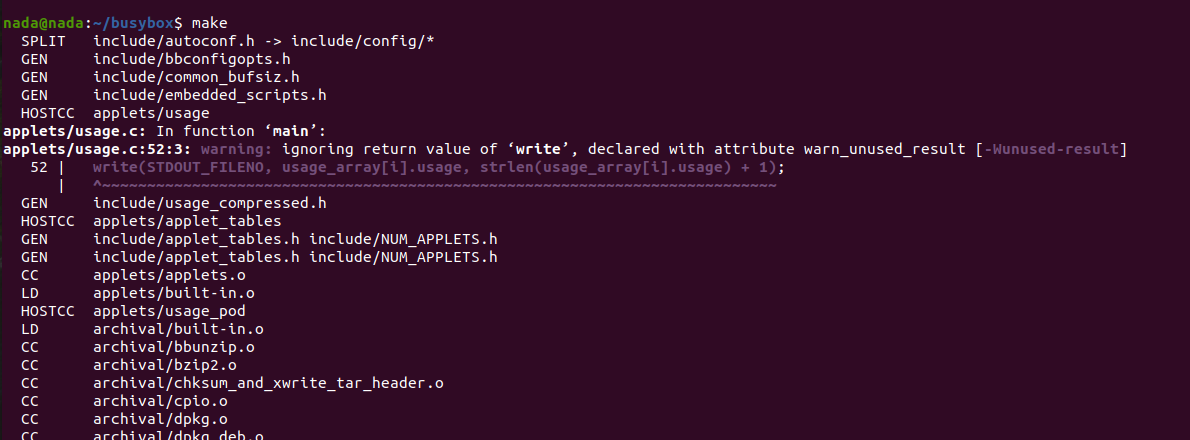 nada@nada:~/busybox$ make
  SPLIT   include/autoconf.h -> include/config/*
  GEN     include/bbconfigopts.h
  GEN     include/common_bufsiz.h
  GEN     include/embedded_scripts.h
  HOSTCC  applets/usage
applets/usage.c: In function ‘main’:
applets/usage.c:52:3: warning: ignoring return value of ‘write’, declared with attribute warn_unused_result [-Wunused-result]
   52 |   write(STDOUT_FILENO, usage_array[i].usage, strlen(usage_array[i].usage) + 1);
      |   ^~~~~~~~~~~~~~~~~~~~~~~~~~~~~~~~~~~~~~~~~~~~~~~~~~~~~~~~~~~~~~~~~~~~~~~~~~~~
  GEN     include/usage_compressed.h
  HOSTCC  applets/applet_tables
  GEN     include/applet_tables.h include/NUM_APPLETS.h
  GEN     include/applet_tables.h include/NUM_APPLETS.h
  CC      applets/applets.o
  LD      applets/built-in.o
  HOSTCC  applets/usage_pod
  LD      archival/built-in.o
  CC      archival/bbunzip.o
  CC      archival/bzip2.o
  CC      archival/chksum_and_xwrite_tar_header.o
  CC      archival/cpio.o
  CC      archival/dpkg.o
  CC      archival/dpkg_deb.o